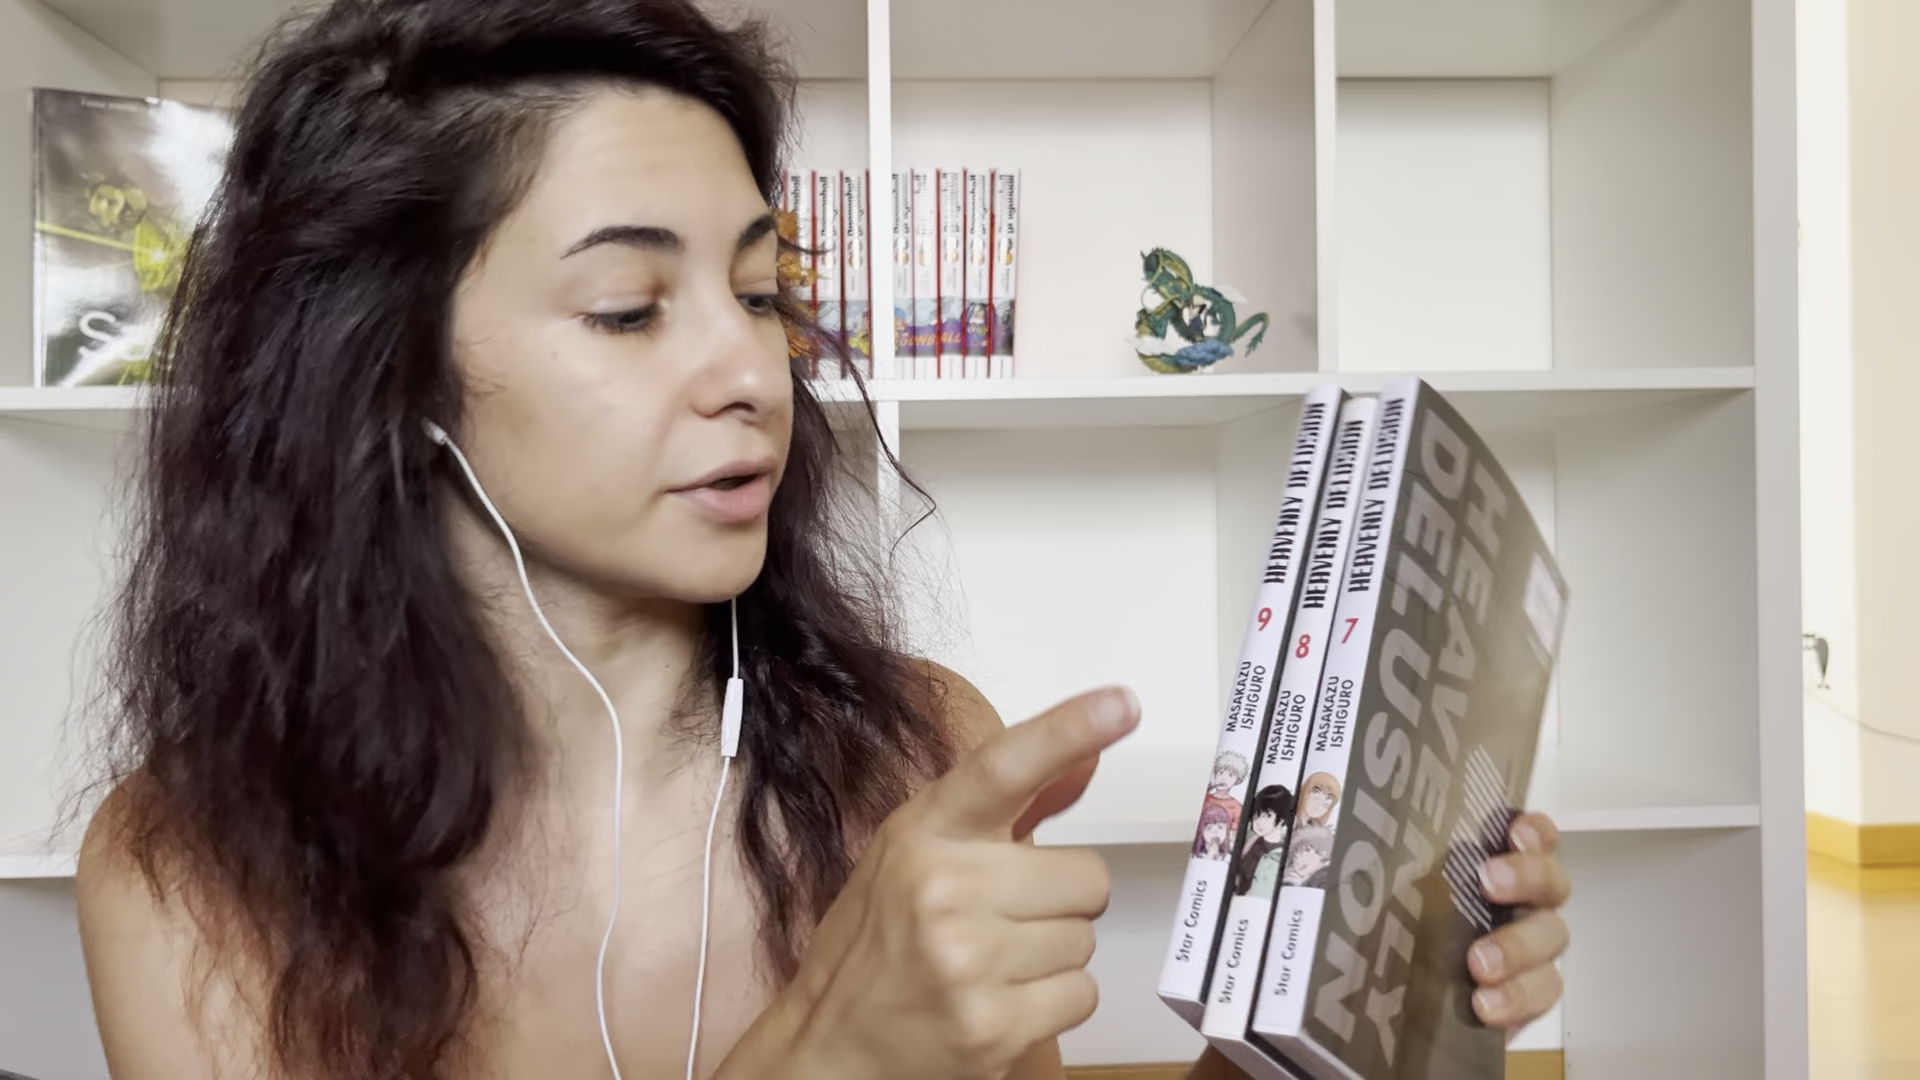 HEAVENLY DELUSION
9
MASAKAZU
ISHIGURO
Star Comics
HEAVENLY DELUSION
8
MASAKAZU
ISHIGURO
Star Comics
HEAVENLY DELUSION
7
MASAKAZU
ISHIGURO
Star Comics
HEAVENLY
DELUSION